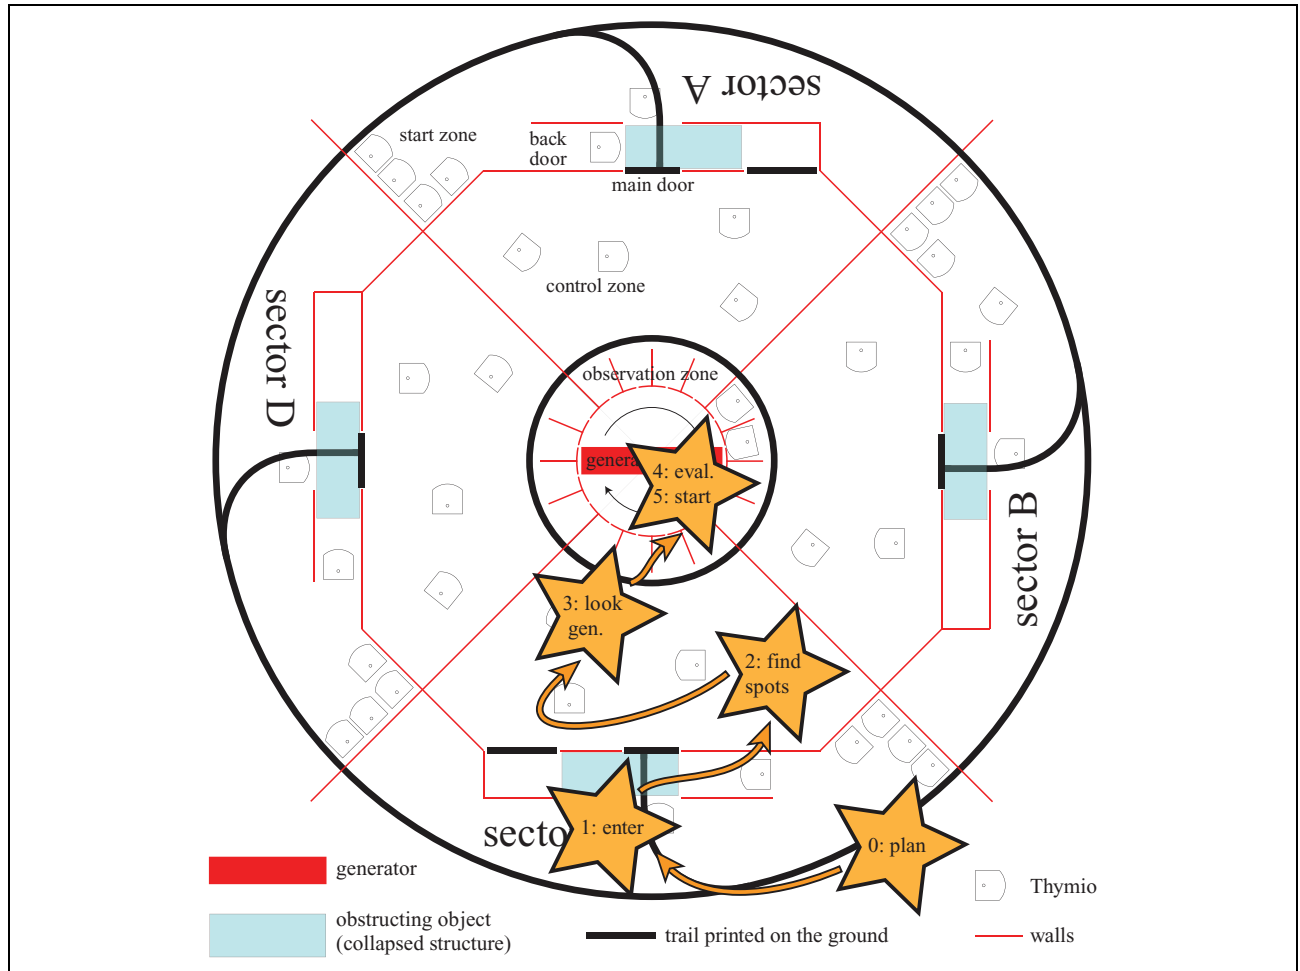 sector A
start zone
back
door
main door
control zone
sector D
observation zone
genera
4: eval.
5: start
sector B
3: look
gen.
2: find
spots
1: enter
secto
0: plan
generator
Thymio
obstructing object
(collapsed structure)
trail printed on the ground
walls